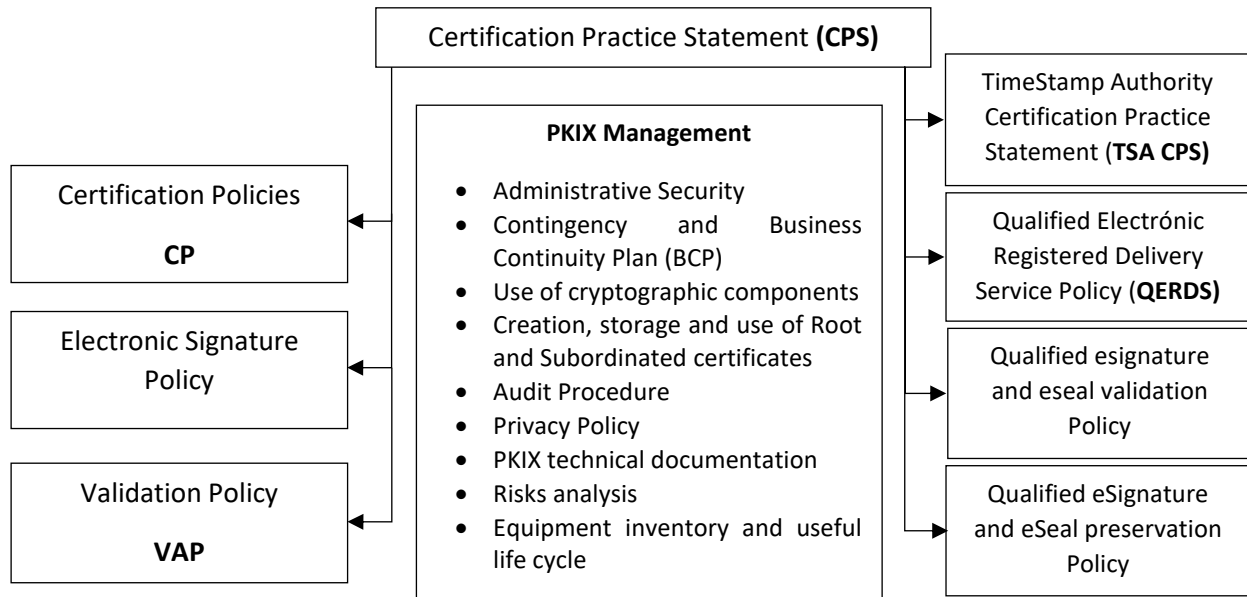 Certification Practice Statement (CPS)
Certification Policies
CP
Electronic Signature
Policy
Validation Policy
VAP
PKIX Management
• Administrative Security
• Contingency and Business
Continuity Plan (BCP)
• Use of cryptographic components
• Creation, storage and use of Root
and Subordinated certificates
• Audit Procedure
• Privacy Policy
• PKIX technical documentation
• Risks analysis
• Equipment inventory and useful
life cycle
TimeStamp Authority
Certification Practice
Statement (TSA CPS)
Qualified Electrónic
Registered Delivery
Service Policy (QERDS)
Qualified esignature
and eseal validation
Policy
Qualified eSignature
and eSeal preservation
Policy